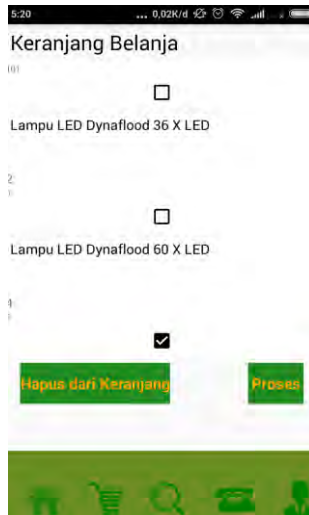 5:20 ... 0,02K/d
Keranjang Belanja
Lampu LED Dynaflood 36 X LED
Lampu LED Dynaflood 60 X LED
Hapus dari Keranjang Proses